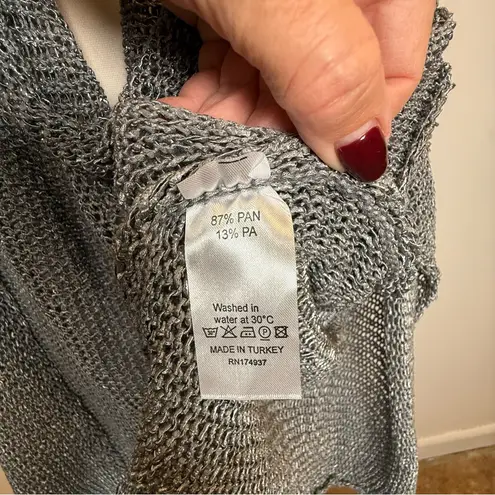 87% PAN
13% PA
Washed in
water at 30°C
MADE IN TURKEY
RN174937